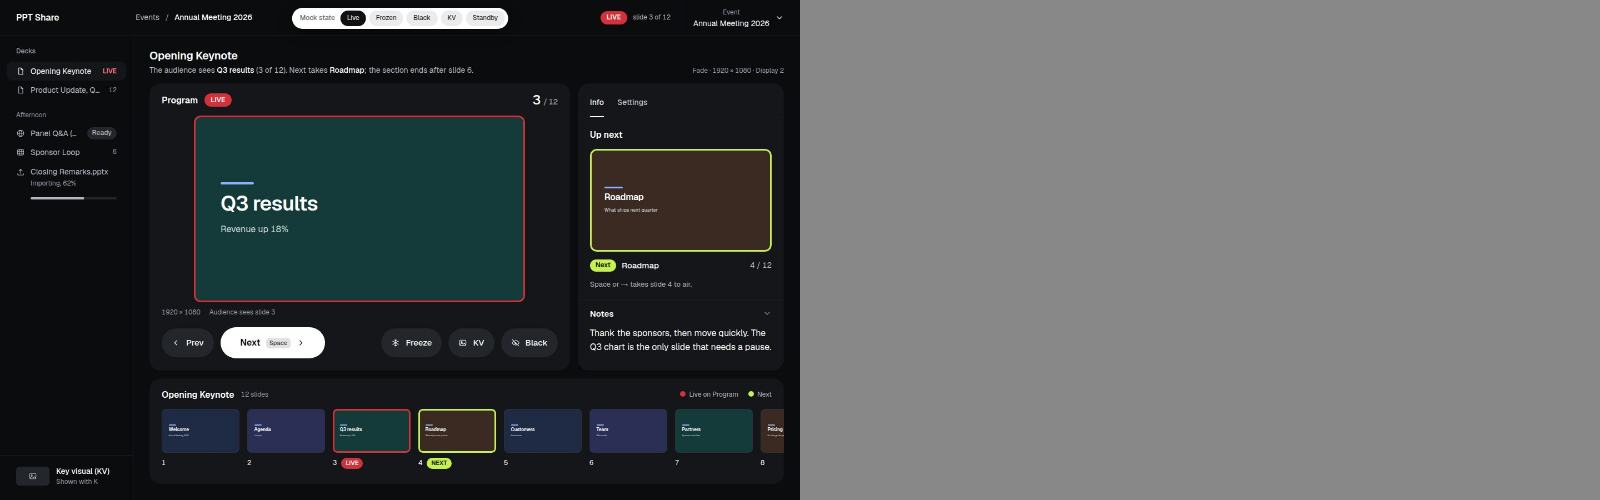 PPT Share
Events / Annual Meeting 2026
Mock state Live Frozen Black KV Standby
LIVE slide 3 of 12
Event
Annual Meeting 2026
Decks
Opening Keynote LIVE
Product Update, Q... 12
Afternoon
Panel Q&A (... Ready
Sponsor Loop 6
Closing Remarks.pptx
Importing, 62%
Key visual (KV)
Shown with K
Opening Keynote
The audience sees Q3 results (3 of 12). Next takes Roadmap; the section ends after slide 6.
Fade · 1920 × 1080 · Display 2
Program LIVE
3 / 12
Q3 results
Revenue up 18%
1920 × 1080 Audience sees slide 3
Prev
Next Space
Freeze
KV
Black
Info Settings
Up next
Roadmap
What ships next quarter
Next Roadmap 4 / 12
Space or → takes slide 4 to air.
Notes
Thank the sponsors, then move quickly. The
Q3 chart is the only slide that needs a pause.
Opening Keynote 12 slides
Live on Program Next
Welcome
Agenda
Q3 results
Roadmap
Customers
Team
Partners
Pricing
1
2
3 LIVE
4 NEXT
5
6
7
8